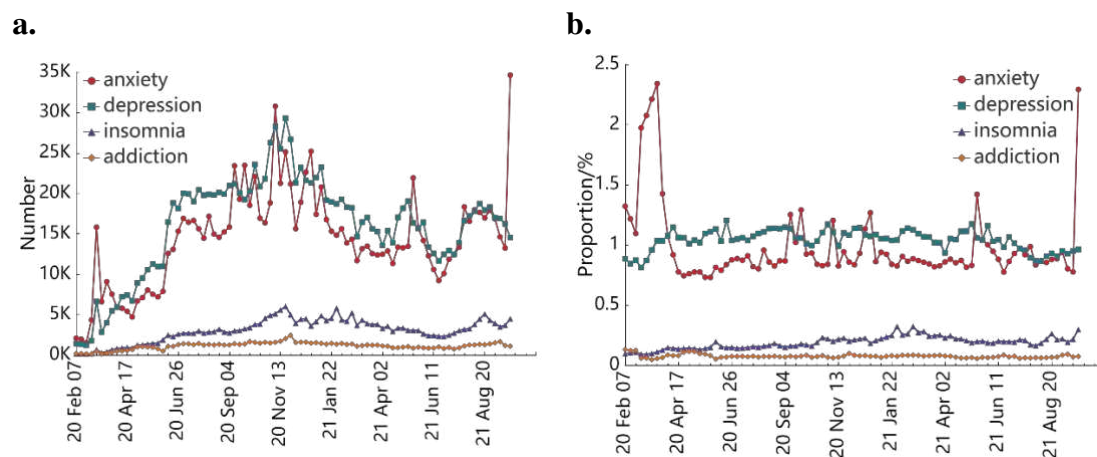 a.
35K
30K
25K
20K
15K
10K
5K
0K
Number
anxiety
depression
insomnia
addiction
20 Feb 07
20 Apr 17
20 Jun 26
20 Sep 04
20 Nov 13
21 Jan 22
21 Apr 02
21 Jun 11
21 Aug 20
b.
2.5
2
1.5
1
0.5
0
Proportion/%
anxiety
depression
insomnia
addiction
20 Feb 07
20 Apr 17
20 Jun 26
20 Sep 04
20 Nov 13
21 Jan 22
21 Apr 02
21 Jun 11
21 Aug 20